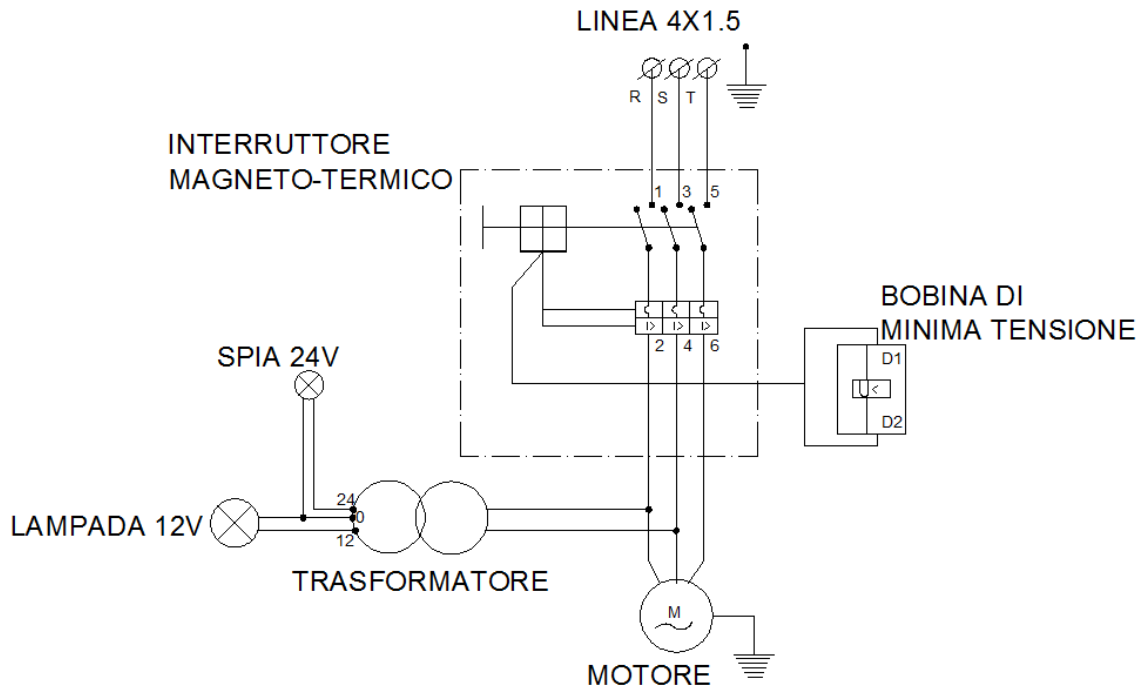 LINEA 4X1.5
R S T
INTERRUTTORE
MAGNETO-TERMICO
1 3 5
BOBINA DI
MINIMA TENSIONE
I> I> I>
2 4 6
D1
U<
D2
SPIA 24V
24
0
12
LAMPADA 12V
TRASFORMATORE
M
MOTORE